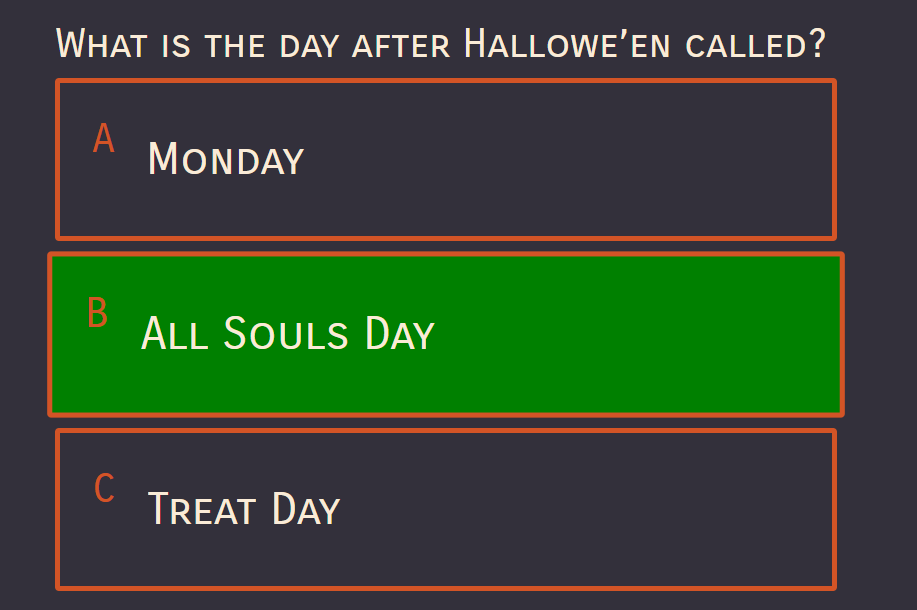 What is the day after Hallowe'en called?
A
Monday
B
All Souls Day
C
Treat Day